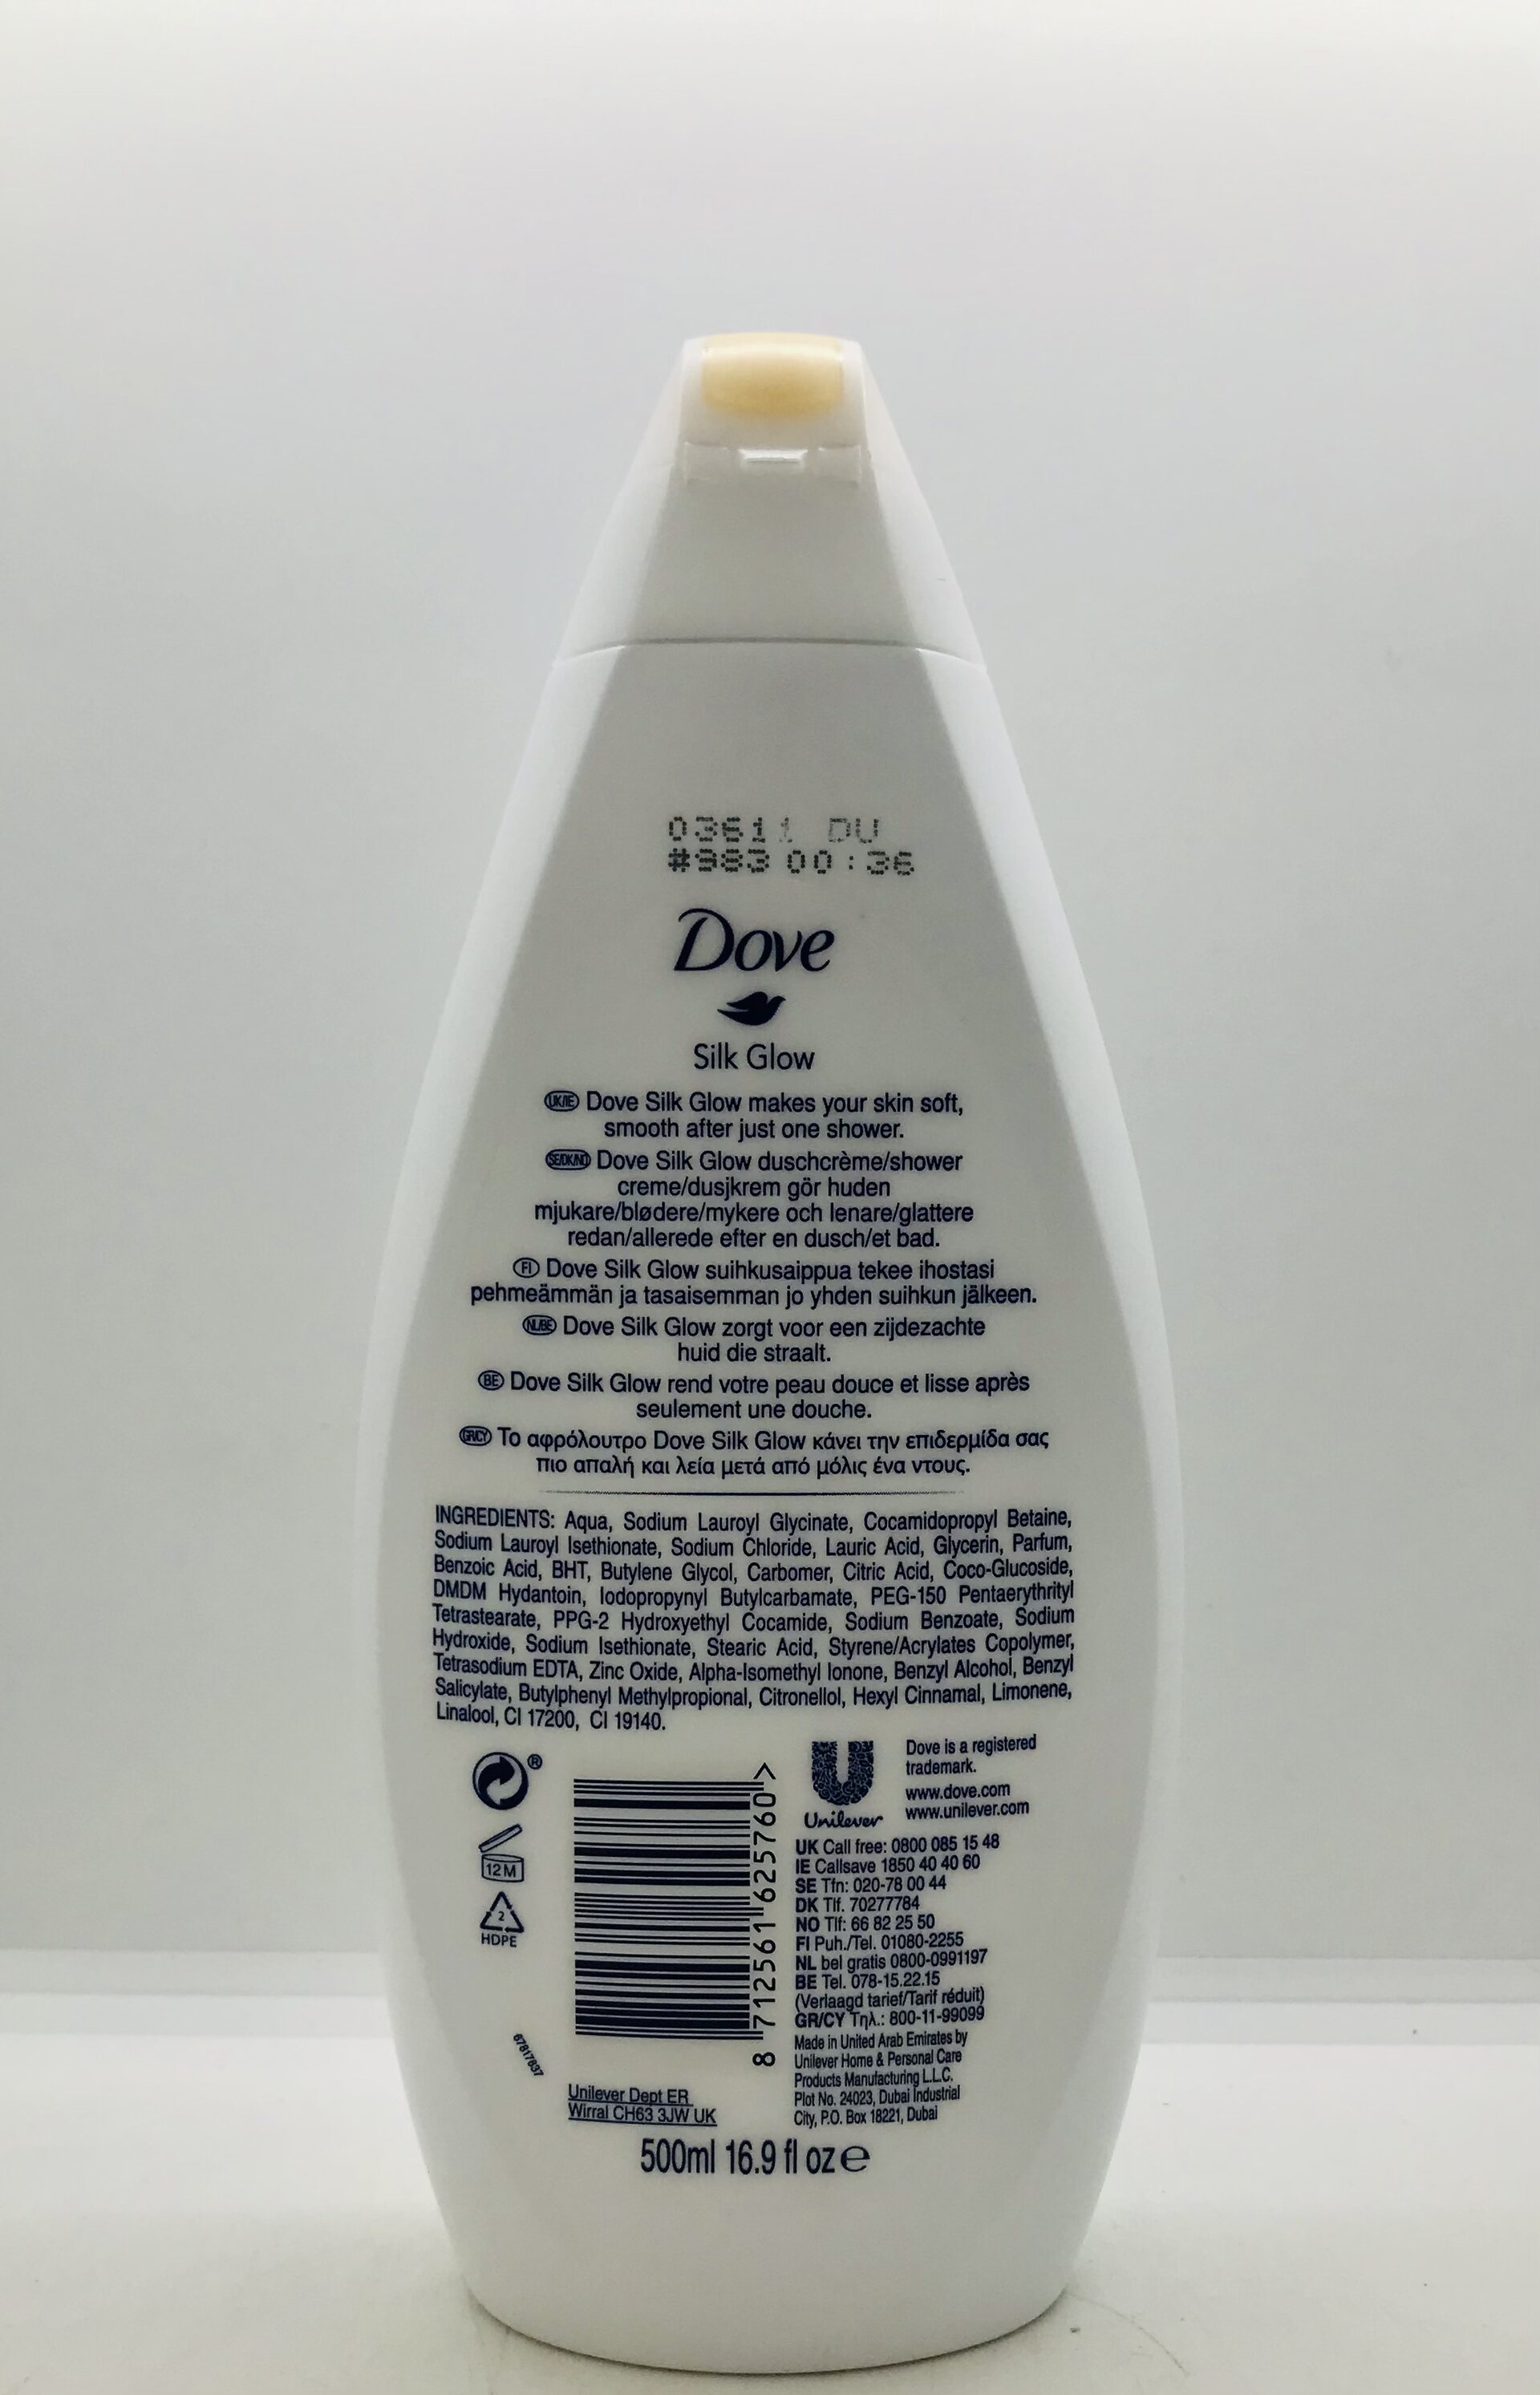 03611 DU
#983 00:36
Dove
Silk Glow
UK/IE Dove Silk Glow makes your skin soft,
smooth after just one shower.
SE/DK/NO Dove Silk Glow duschcrème/shower
creme/dusjkrem gör huden
mjukare/blødere/mykere och lenare/glattere
redan/allerede efter en dusch/et bad.
FI Dove Silk Glow suihkusaippua tekee ihostasi
pehmeämmän ja tasaisemman jo yhden suihkun jälkeen.
NL/BE Dove Silk Glow zorgt voor een zijdezachte
huid die straalt.
BE Dove Silk Glow rend votre peau douce et lisse après
seulement une douche.
GR/CY Το αφρόλουτρο Dove Silk Glow κάνει την επιδερμίδα σας
πιο απαλή και λεία μετά από μόλις ένα ντους.
INGREDIENTS: Aqua, Sodium Lauroyl Glycinate, Cocamidopropyl Betaine,
Sodium Lauroyl Isethionate, Sodium Chloride, Lauric Acid, Glycerin, Parfum,
Benzoic Acid, BHT, Butylene Glycol, Carbomer, Citric Acid, Coco-Glucoside,
DMDM Hydantoin, Iodopropynyl Butylcarbamate, PEG-150 Pentaerythrityl
Tetrastearate, PPG-2 Hydroxyethyl Cocamide, Sodium Benzoate, Sodium
Hydroxide, Sodium Isethionate, Stearic Acid, Styrene/Acrylates Copolymer,
Tetrasodium EDTA, Zinc Oxide, Alpha-Isomethyl Ionone, Benzyl Alcohol, Benzyl
Salicylate, Butylphenyl Methylpropional, Citronellol, Hexyl Cinnamal, Limonene,
Linalool, CI 17200, CI 19140.
®
12M
2
HDPE
67817837
8 712561 625760 >
Unilever Dept ER
Wirral CH63 3JW UK
Unilever
Dove is a registered
trademark.
www.dove.com
www.unilever.com
UK Call free: 0800 085 15 48
IE Callsave 1850 40 40 60
SE Tfn: 020-78 00 44
DK Tlf. 70277784
NO Tlf: 66 82 25 50
FI Puh./Tel. 01080-2255
NL bel gratis 0800-0991197
BE Tel. 078-15.22.15
(Verlaagd tarief/Tarif réduit)
GR/CY Τηλ.: 800-11-99099
Made in United Arab Emirates by
Unilever Home & Personal Care
Products Manufacturing L.L.C.
Plot No. 24023, Dubai Industrial
City, P.O. Box 18221, Dubai
500ml 16.9 fl oz e